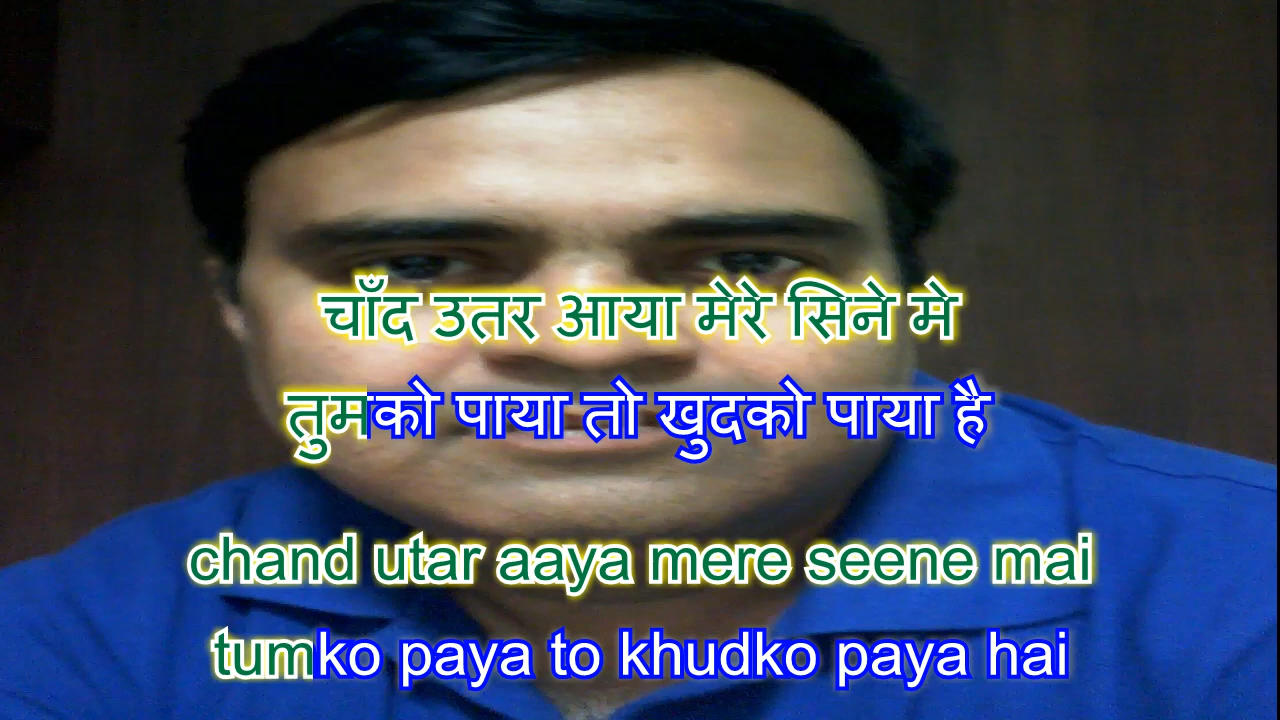 चाँद उतर आया मेरे सिने मे
तुमको पाया तो खुदको पाया है
chand utar aaya mere seene mai
tumko paya to khudko paya hai